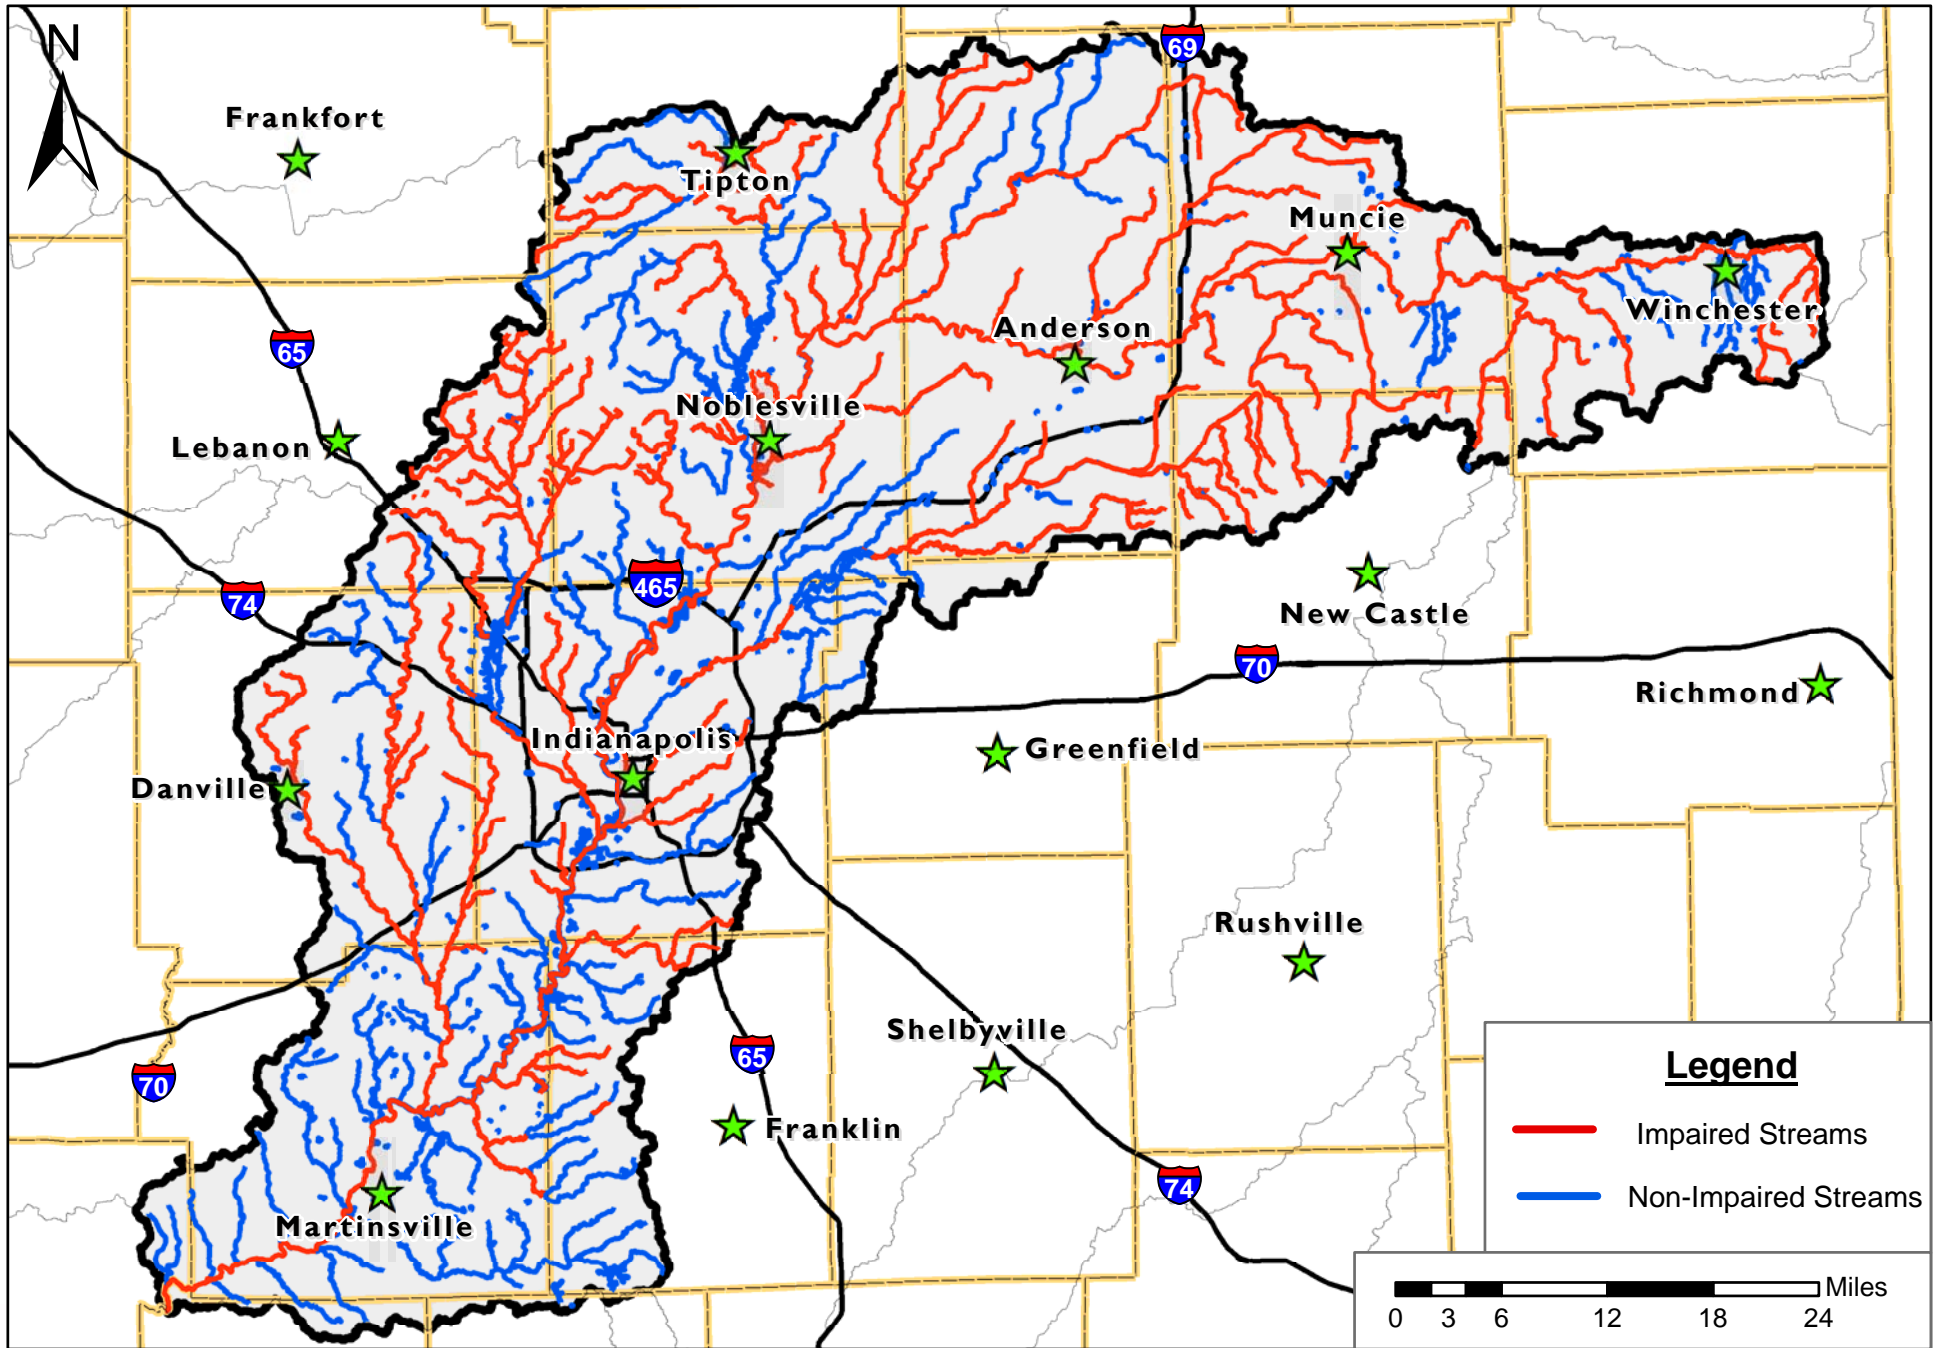 N
69
Frankfort
Tipton
Muncie
Winchester
Anderson
65
Noblesville
Lebanon
465
74
New Castle
70
Richmond
Indianapolis
Greenfield
Danville
Rushville
Shelbyville
65
70
Franklin
74
Martinsville
Legend
Impaired Streams
Non-Impaired Streams
Miles
0 3 6 12 18 24